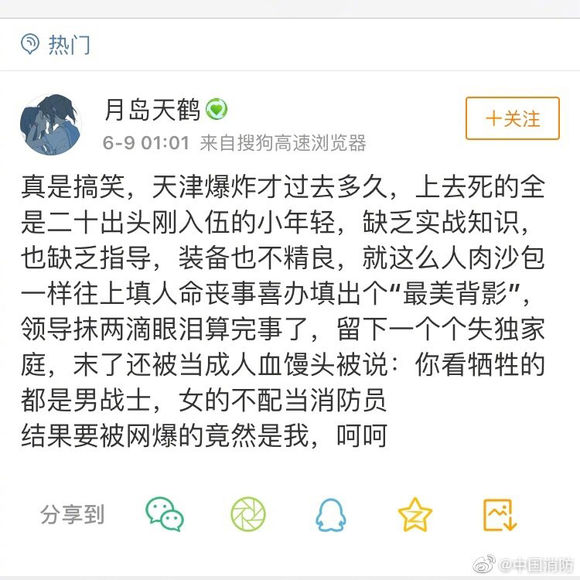 热门
月岛天鹤
＋关注
6-9 01:01 来自搜狗高速浏览器
真是搞笑，天津爆炸才过去多久，上去死的全
是二十出头刚入伍的小年轻，缺乏实战知识，
也缺乏指导，装备也不精良，就这么人肉沙包
一样往上填人命丧事喜办填出个“最美背影”，
领导抹两滴眼泪算完事了，留下一个个失独家
庭，末了还被当成人血馒头被说：你看牺牲的
都是男战士，女的不配当消防员
结果要被网爆的竟然是我，呵呵
分享到
@中国消防